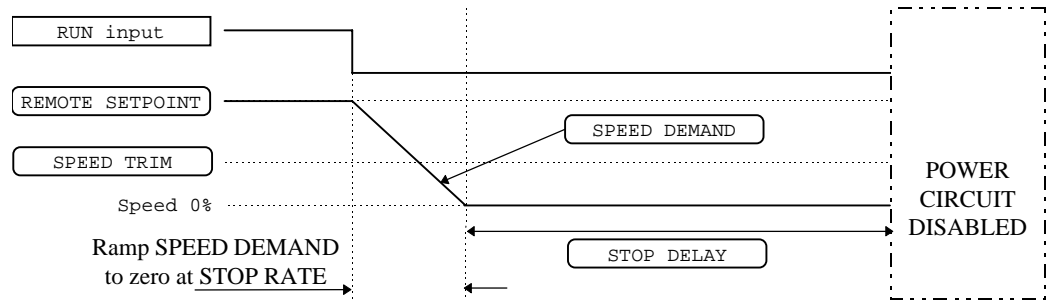 RUN input
REMOTE SETPOINT
SPEED DEMAND
SPEED TRIM
Speed 0%
POWER
CIRCUIT
DISABLED
Ramp SPEED DEMAND
to zero at STOP RATE
STOP DELAY